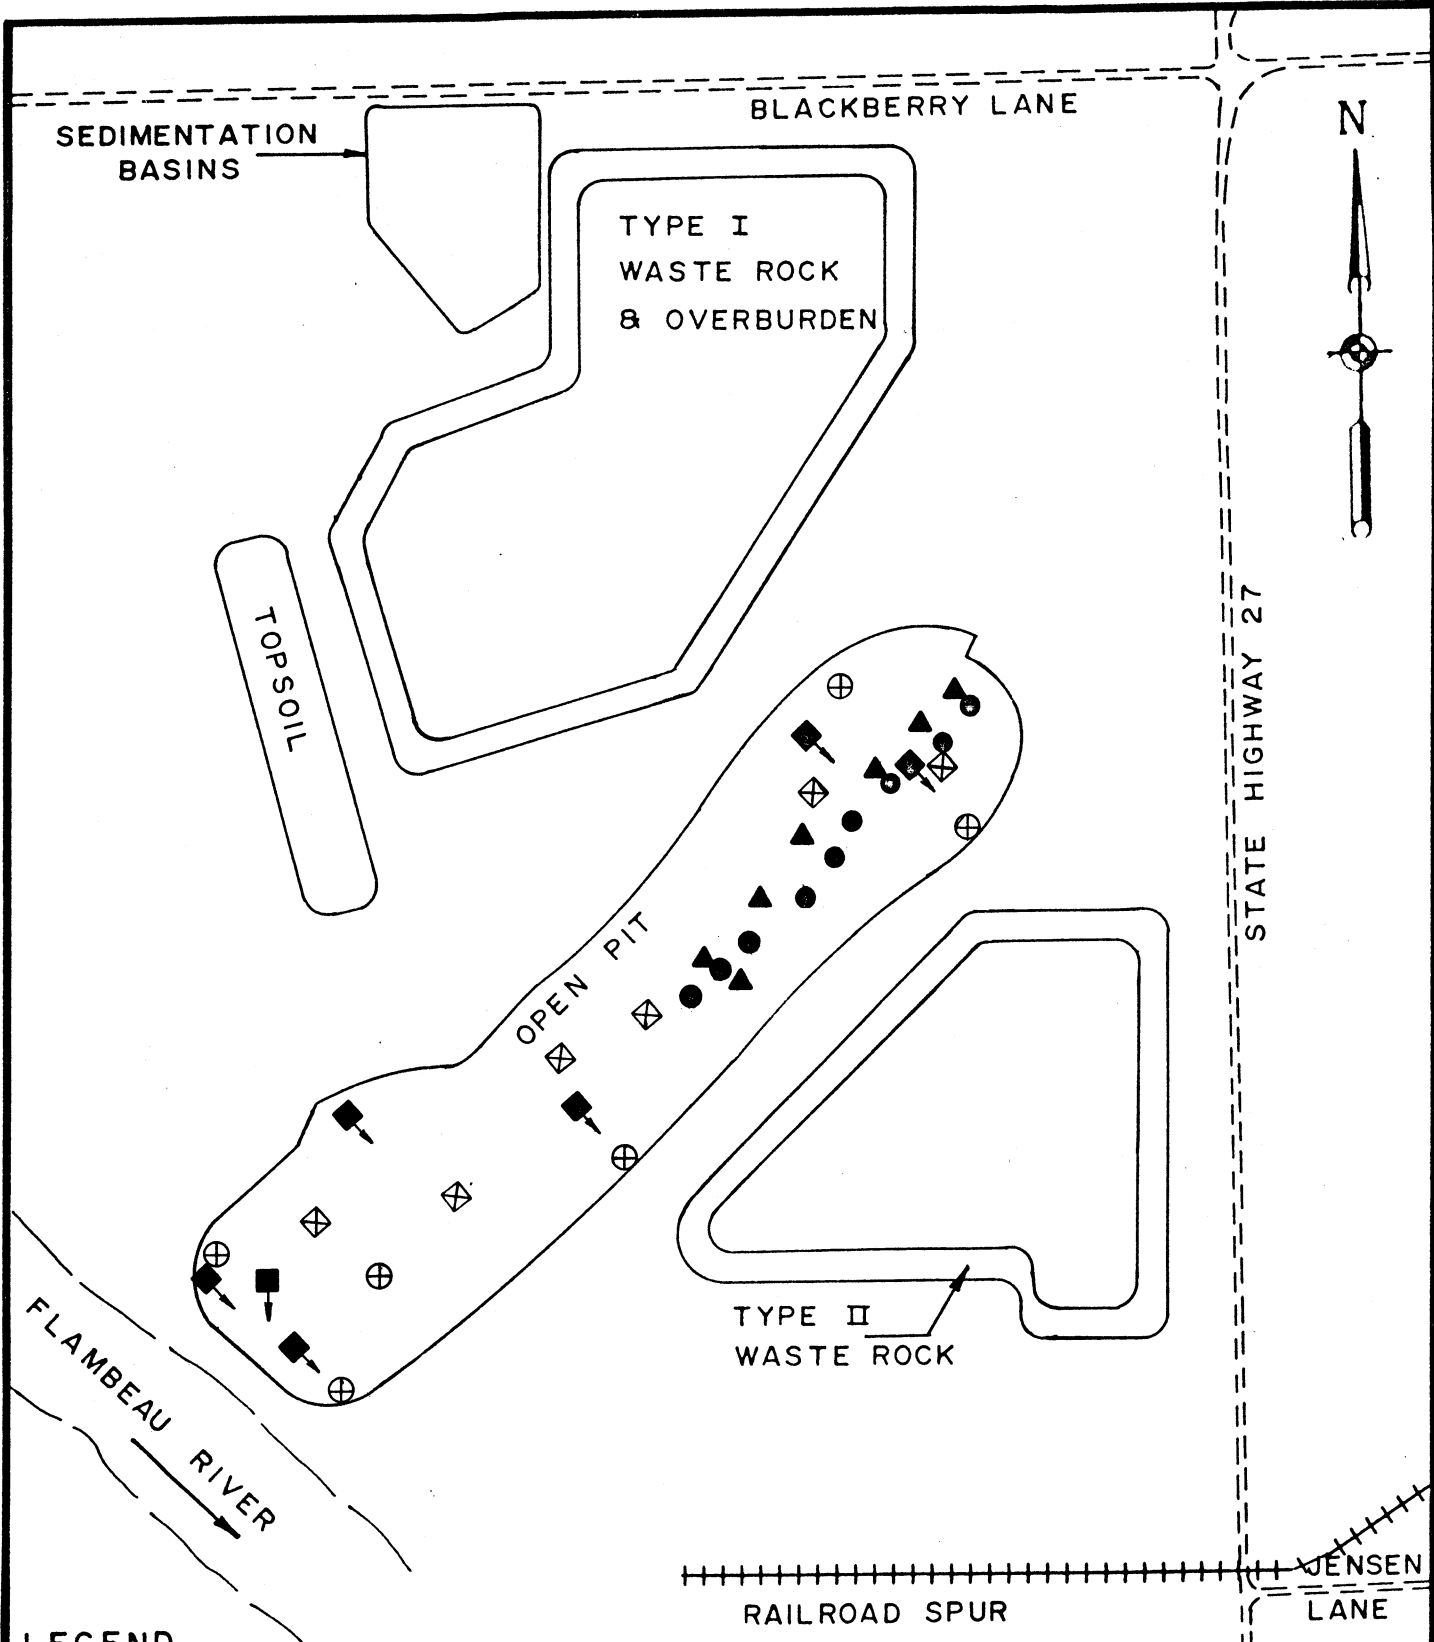 BLACKBERRY LANE
SEDIMENTATION
BASINS
N
TYPE I
WASTE ROCK
& OVERBURDEN
TOPSOIL
STATE HIGHWAY 27
OPEN PIT
TYPE II
WASTE ROCK
FLAMBEAU RIVER
JENSEN
LANE
RAILROAD SPUR
LEGEND